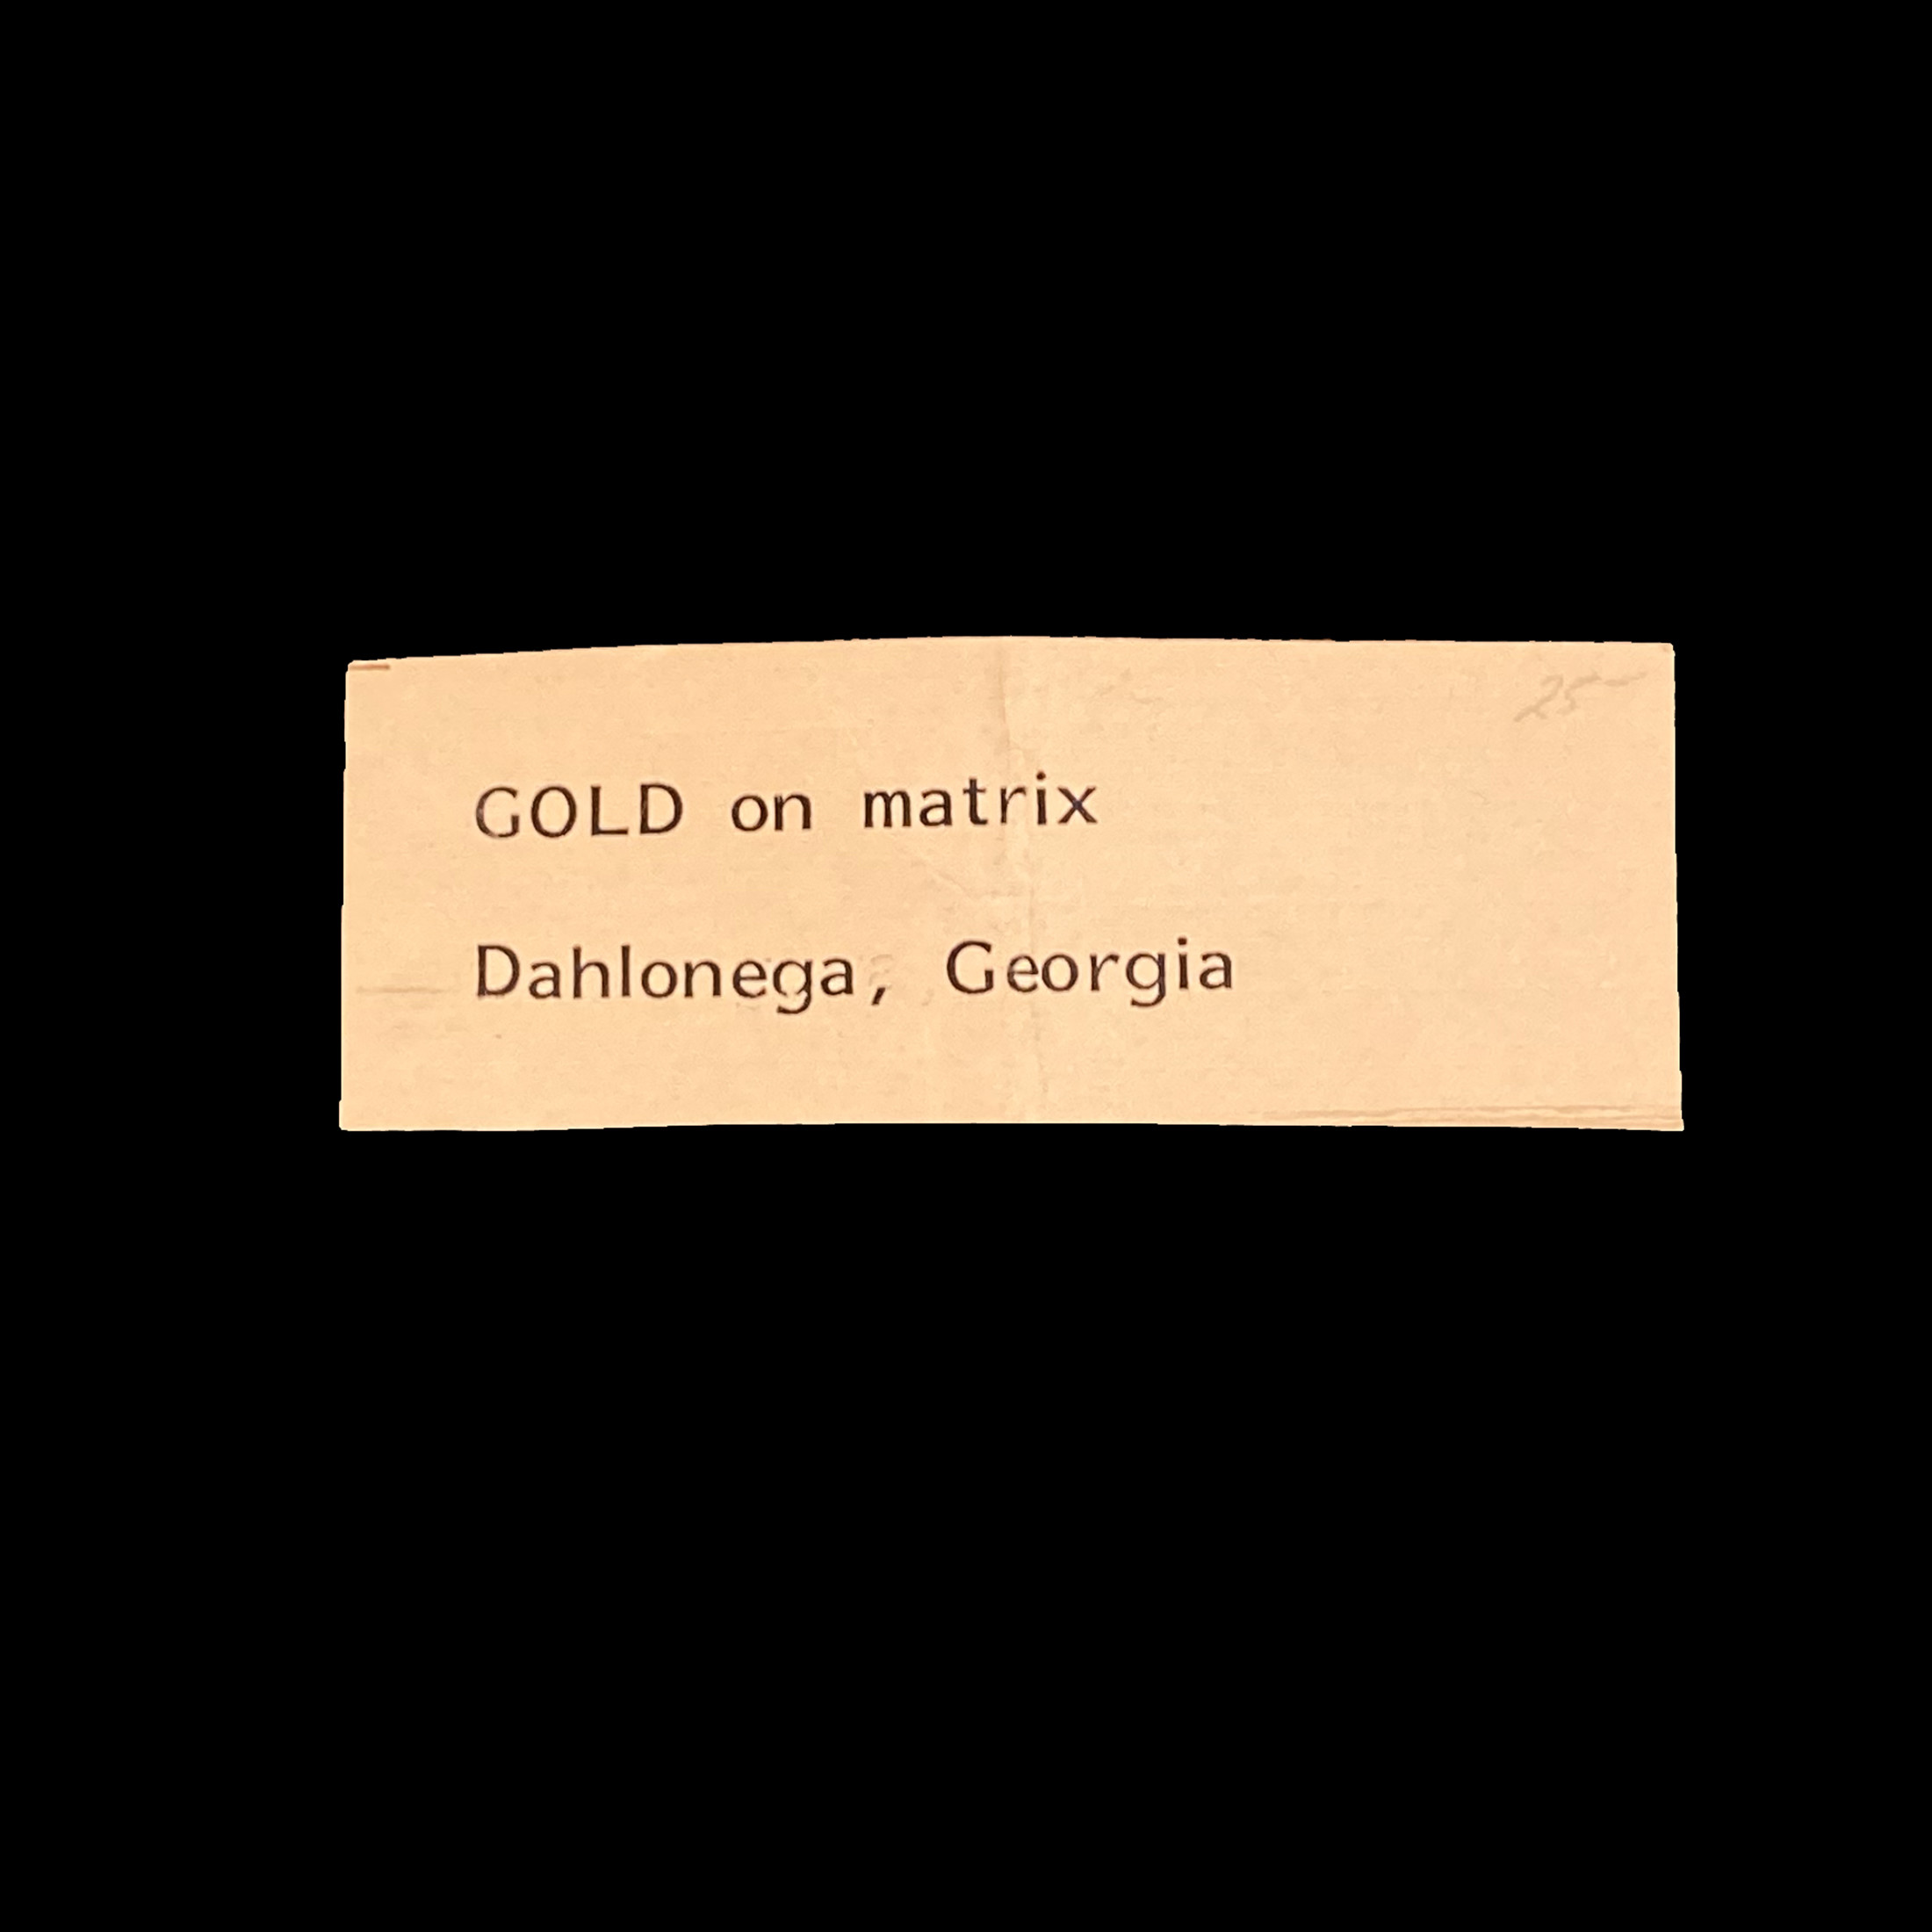 25-
GOLD on matrix
Dahlonega, Georgia